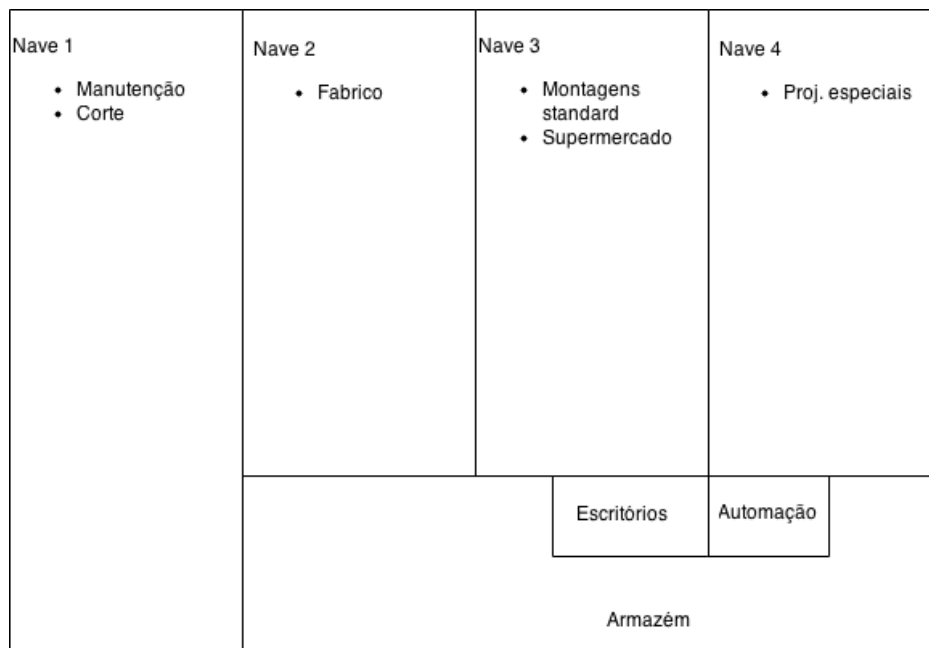 Nave 1
• Manutenção
• Corte
Nave 2
• Fabrico
Nave 3
• Montagens
standard
• Supermercado
Nave 4
• Proj. especiais
Escritórios
Automação
Armazém